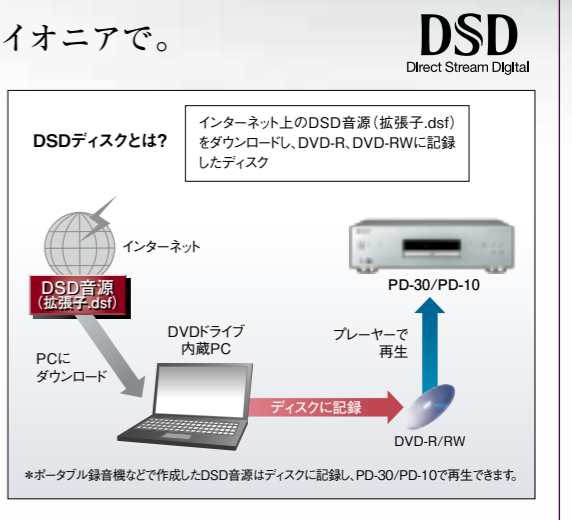 イオニアで。
DSD
Direct Stream Digital
DSDディスクとは?
インターネット上のDSD音源（拡張子.dsf）
をダウンロードし、DVD-R、DVD-RWに記録
したディスク
インターネット
DSD音源
（拡張子.dsf）
PCに
ダウンロード
DVDドライブ
内蔵PC
ディスクに記録
DVD-R/RW
プレーヤーで
再生
PD-30/PD-10
＊ポータブル録音機などで作成したDSD音源はディスクに記録し、PD-30/PD-10で再生できます。